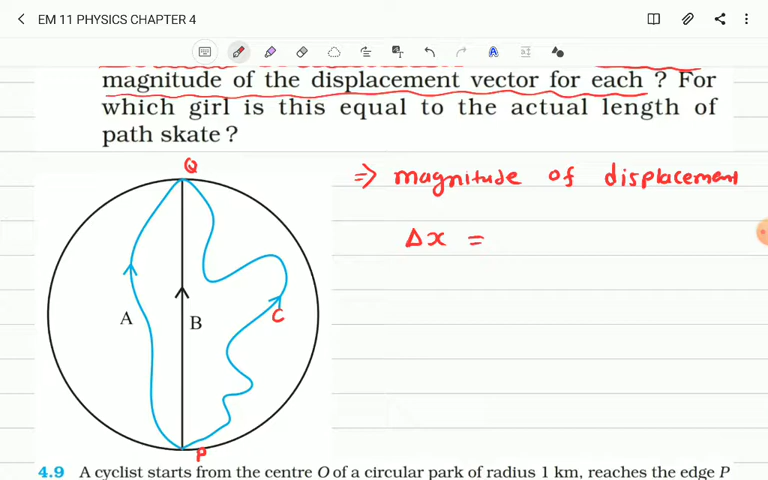 EM 11 PHYSICS CHAPTER 4
magnitude of the displacement vector for each ? For
which girl is this equal to the actual length of
path skate ?
Q
⇒ magnitude of displacement
Δx =
A
B
C
P
4.9 A cyclist starts from the centre O of a circular park of radius 1 km, reaches the edge P